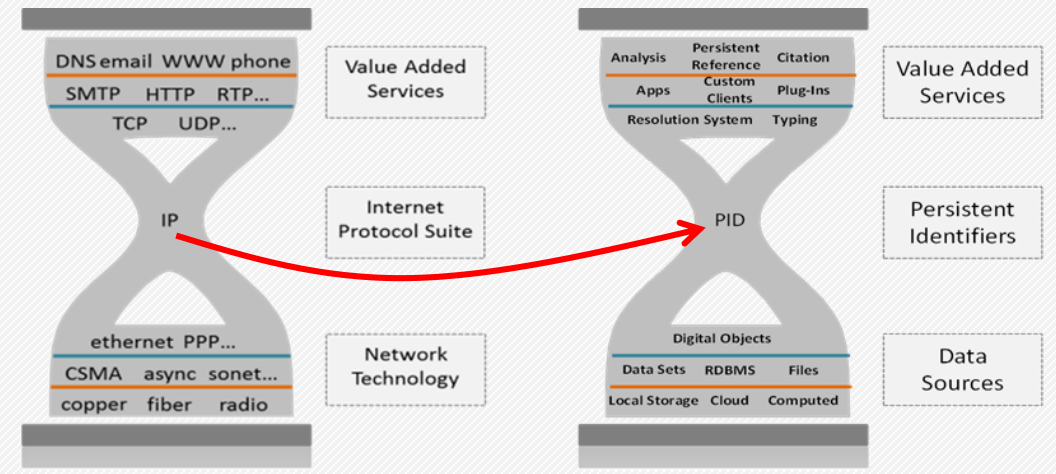 DNS email WWW phone
SMTP HTTP RTP...
TCP UDP...
IP
ethernet PPP...
CSMA async sonet...
copper fiber radio
Value Added
Services
Internet
Protocol Suite
Network
Technology
Analysis Persistent
Reference Citation
Apps Custom
Clients Plug-Ins
Resolution System Typing
PID
Digital Objects
Data Sets RDBMS Files
Local Storage Cloud Computed
Value Added
Services
Persistent
Identifiers
Data
Sources